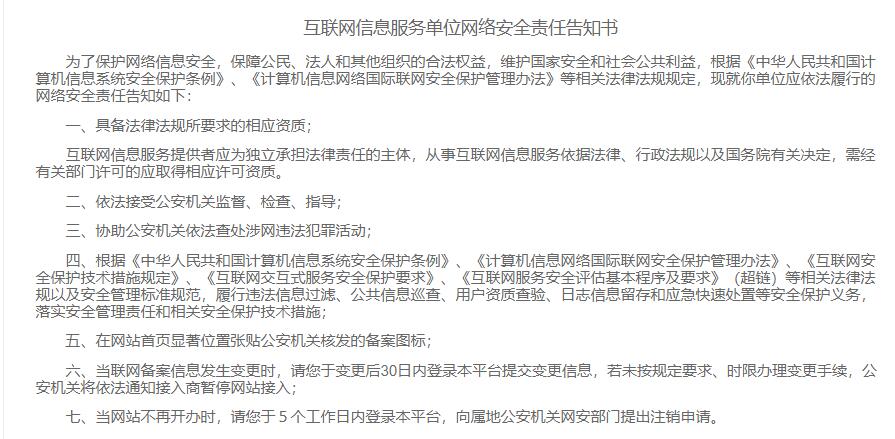 互联网信息服务单位网络安全责任告知书
为了保护网络信息安全，保障公民、法人和其他组织的合法权益，维护国家安全和社会公共利益，根据《中华人民共和国计
算机信息系统安全保护条例》、《计算机信息网络国际联网安全保护管理办法》等相关法律法规规定，现就你单位应依法履行的
网络安全责任告知如下：
一、具备法律法规所要求的相应资质；
互联网信息服务提供者应为独立承担法律责任的主体，从事互联网信息服务依据法律、行政法规以及国务院有关决定，需经
有关部门许可的应取得相应许可资质。
二、依法接受公安机关监督、检查、指导；
三、协助公安机关依法查处涉网违法犯罪活动；
四、根据《中华人民共和国计算机信息系统安全保护条例》、《计算机信息网络国际联网安全保护管理办法》、《互联网安
全保护技术措施规定》、《互联网交互式服务安全保护要求》、《互联网服务安全评估基本程序及要求》（超链）等相关法律法
规以及安全管理标准规范，履行违法信息过滤、公共信息巡查、用户资质查验、日志信息留存和应急快速处置等安全保护义务，
落实安全管理责任和相关安全保护技术措施；
五、在网站首页显著位置张贴公安机关核发的备案图标；
六、当联网备案信息发生变更时，请您于变更后30日内登录本平台提交变更信息，若未按规定要求、时限办理变更手续，公
安机关将依法通知接入商暂停网站接入；
七、当网站不再开办时，请您于５个工作日内登录本平台，向属地公安机关网安部门提出注销申请。